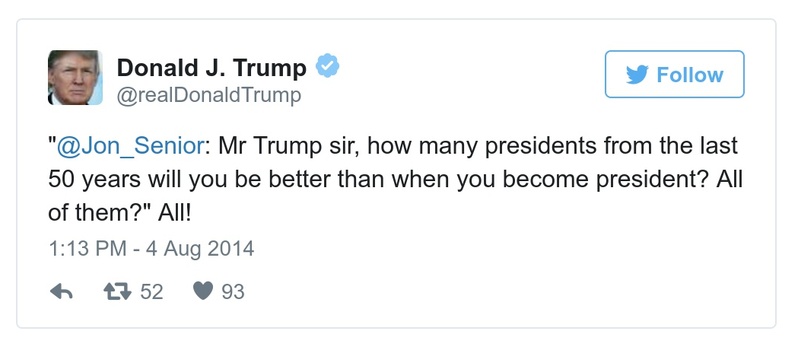 Donald J. Trump
@realDonaldTrump
Follow
"@Jon_Senior: Mr Trump sir, how many presidents from the last
50 years will you be better than when you become president? All
of them?" All!
1:13 PM - 4 Aug 2014
52 93